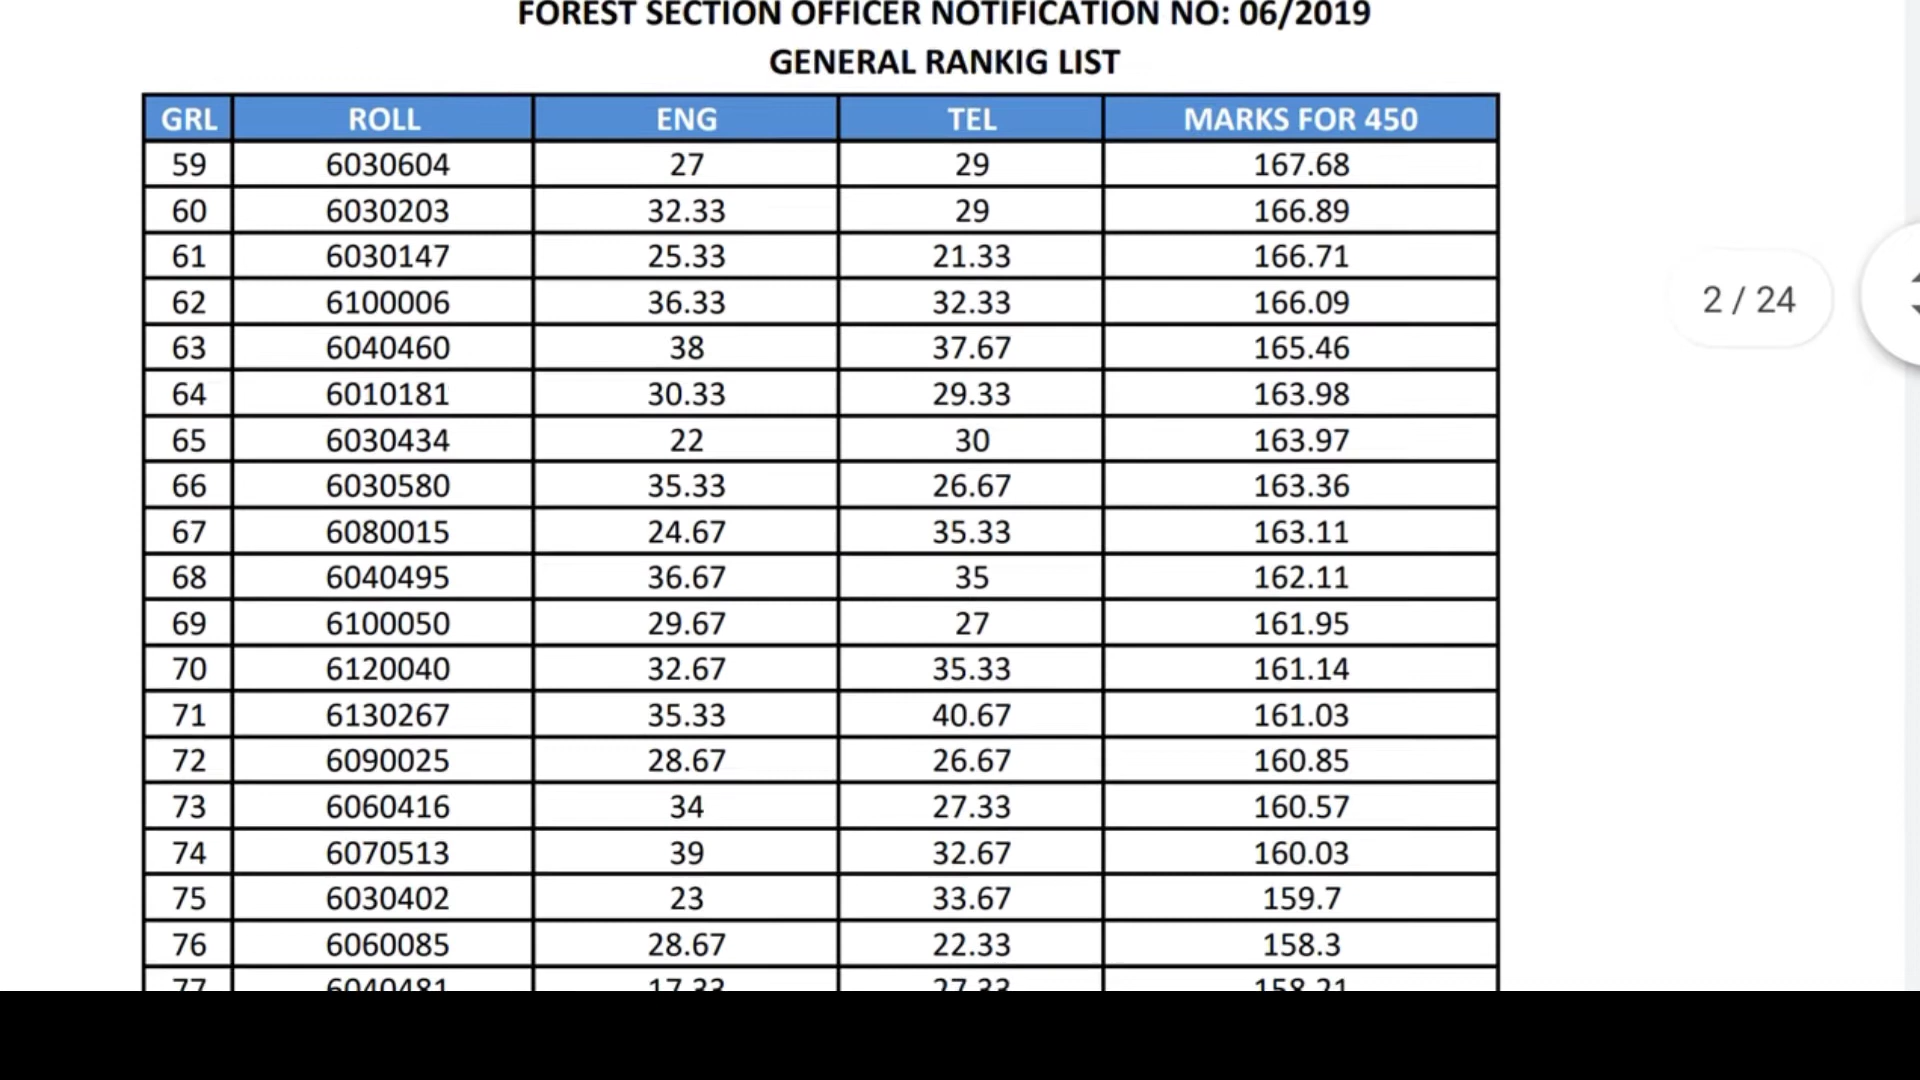 FOREST SECTION OFFICER NOTIFICATION NO: 06/2019
GENERAL RANKIG LIST
GRL ROLL ENG TEL MARKS FOR 450
59 6030604 27 29 167.68
60 6030203 32.33 29 166.89
61 6030147 25.33 21.33 166.71
62 6100006 36.33 32.33 166.09
63 6040460 38 37.67 165.46
64 6010181 30.33 29.33 163.98
65 6030434 22 30 163.97
66 6030580 35.33 26.67 163.36
67 6080015 24.67 35.33 163.11
68 6040495 36.67 35 162.11
69 6100050 29.67 27 161.95
70 6120040 32.67 35.33 161.14
71 6130267 35.33 40.67 161.03
72 6090025 28.67 26.67 160.85
73 6060416 34 27.33 160.57
74 6070513 39 32.67 160.03
75 6030402 23 33.67 159.7
76 6060085 28.67 22.33 158.3
77 6040481 17.33 27.33 158.21
2 / 24